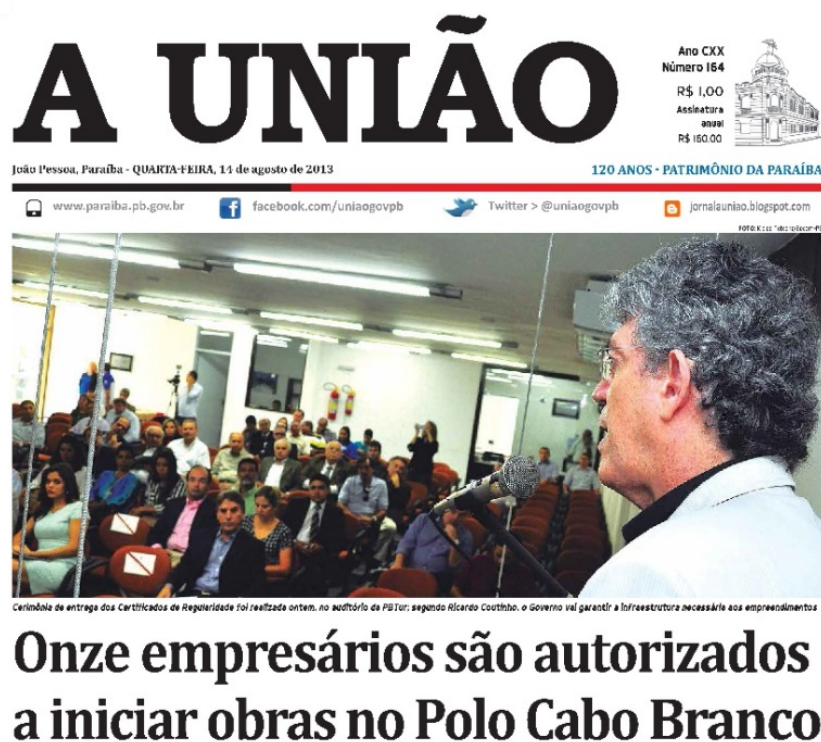 A UNIÃO
Ano CXX
Número 164
R$ 1,00
Assinatura
anual
R$ 160,00
João Pessoa, Paraíba - QUARTA-FEIRA, 14 de agosto de 2013
120 ANOS - PATRIMÔNIO DA PARAÍBA
www.paraiba.pb.gov.br
facebook.com/uniaogovpb
Twitter > @uniaogovpb
jornalauniao.blogspot.com
FOTO:
Cerimônia de entrega dos Certificados de Regularidade foi realizada ontem, no auditório da PBTur; segundo Ricardo Coutinho, o Governo vai garantir a infraestrutura necessária aos empreendimentos
Onze empresários são autorizados
a iniciar obras no Polo Cabo Branco